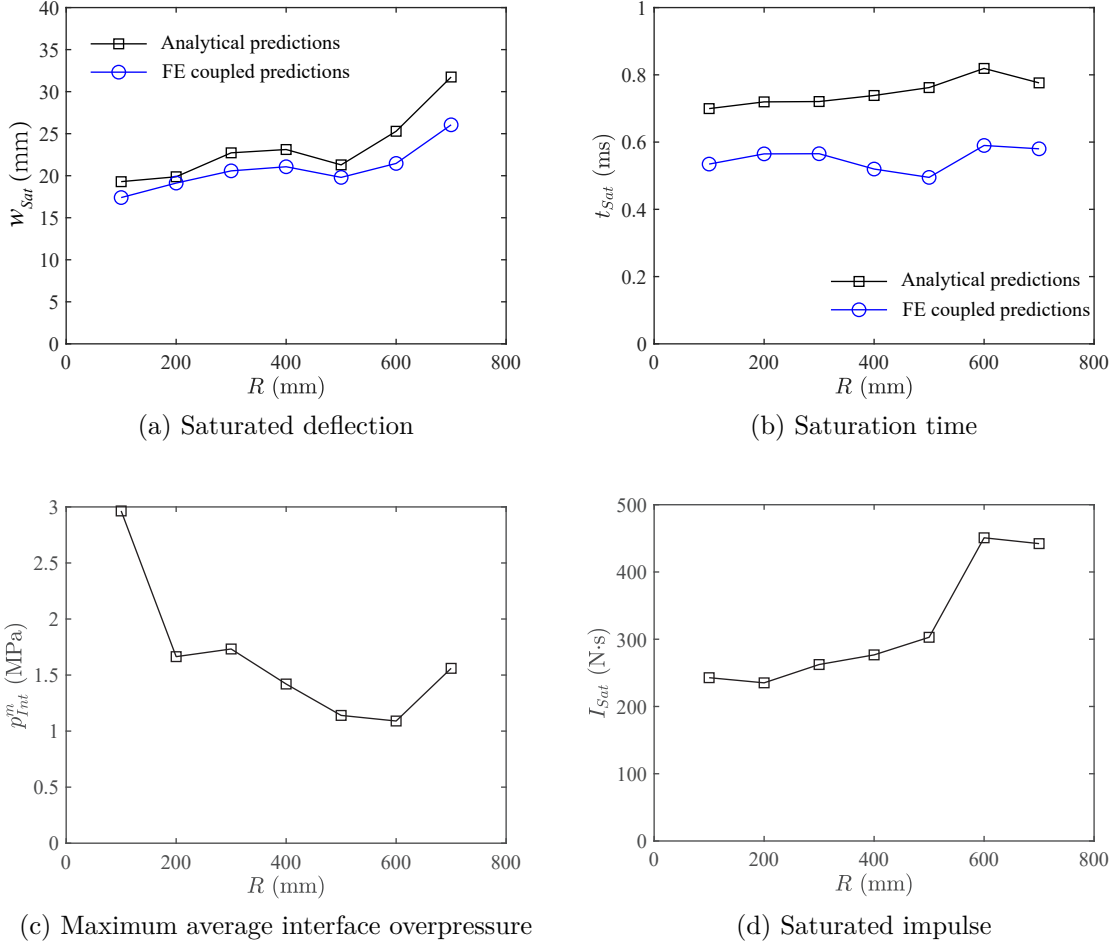 40
35
30
25
20
15
10
5
0
w_Sat (mm)
Analytical predictions
FE coupled predictions
0 200 400 600 800
R (mm)
(a) Saturated deflection
1
0.8
0.6
0.4
0.2
0
t_Sat (ms)
Analytical predictions
FE coupled predictions
0 200 400 600 800
R (mm)
(b) Saturation time
3
2.5
2
1.5
1
0.5
0
p^m_Int (MPa)
0 200 400 600 800
R (mm)
(c) Maximum average interface overpressure
500
400
300
200
100
0
I_Sat (N·s)
0 200 400 600 800
R (mm)
(d) Saturated impulse